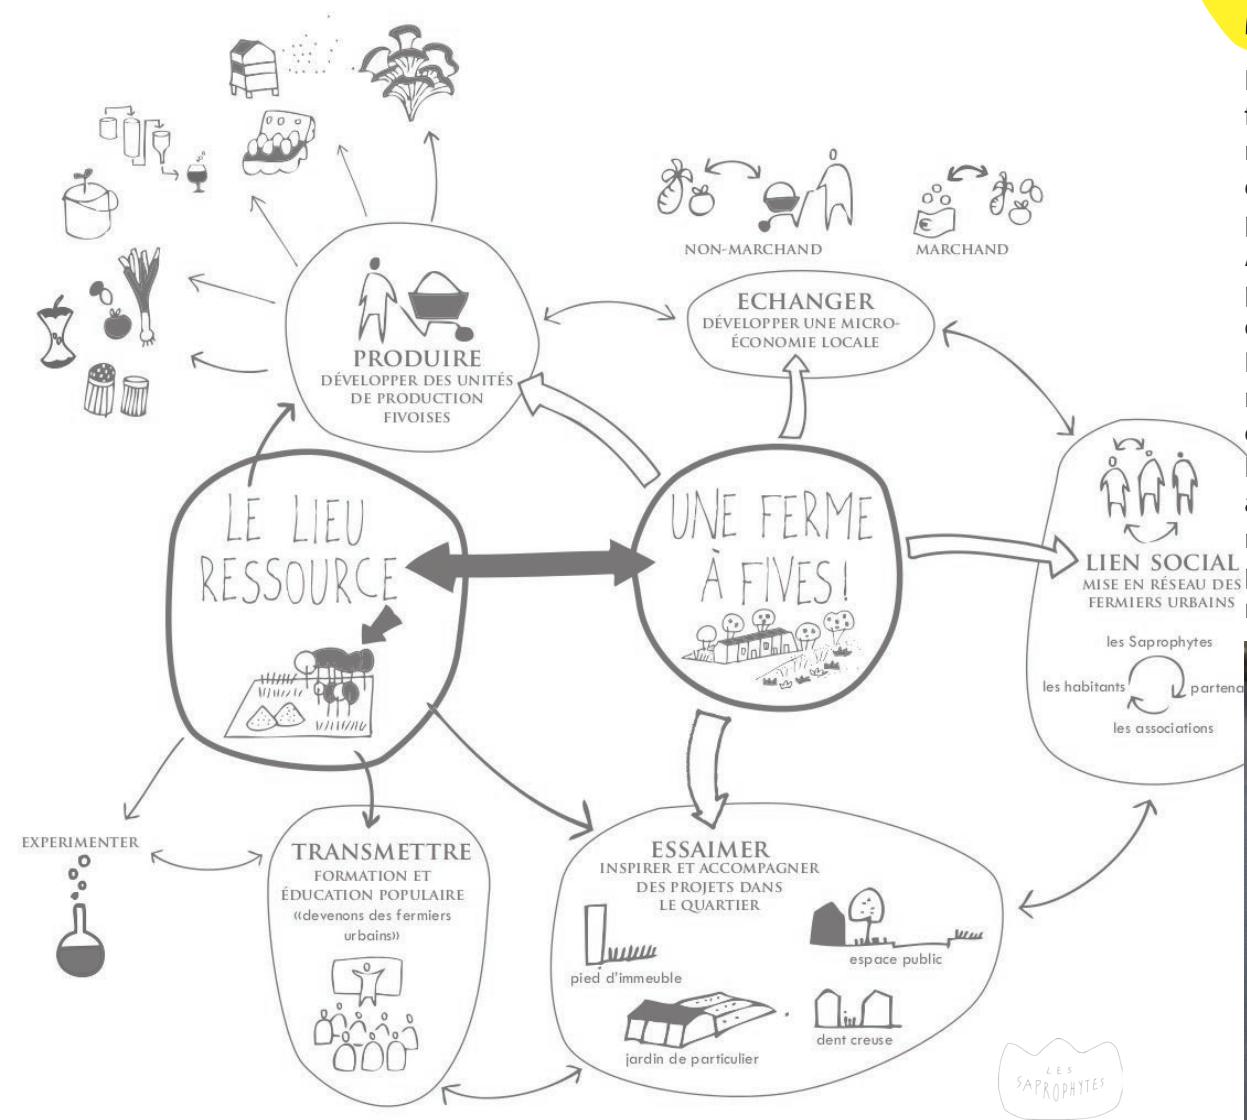 NON-MARCHAND
MARCHAND
ECHANGER
DÉVELOPPER UNE MICRO-
ÉCONOMIE LOCALE
PRODUIRE
DÉVELOPPER DES UNITÉS
DE PRODUCTION
FIVOISES
LE LIEU
RESSOURCE
UNE FERME
À FIVES!
LIEN SOCIAL
MISE EN RÉSEAU DES
FERMIERS URBAINS
les Saprophytes
les habitants
partena
les associations
EXPERIMENTER
TRANSMETTRE
FORMATION ET
ÉDUCATION POPULAIRE
«devenons des fermiers
urbains»
ESSAIMER
INSPIRER ET ACCOMPAGNER
DES PROJETS DANS
LE QUARTIER
pied d'immeuble
espace public
jardin de particulier
dent creuse
LES
SAPROPHYTES